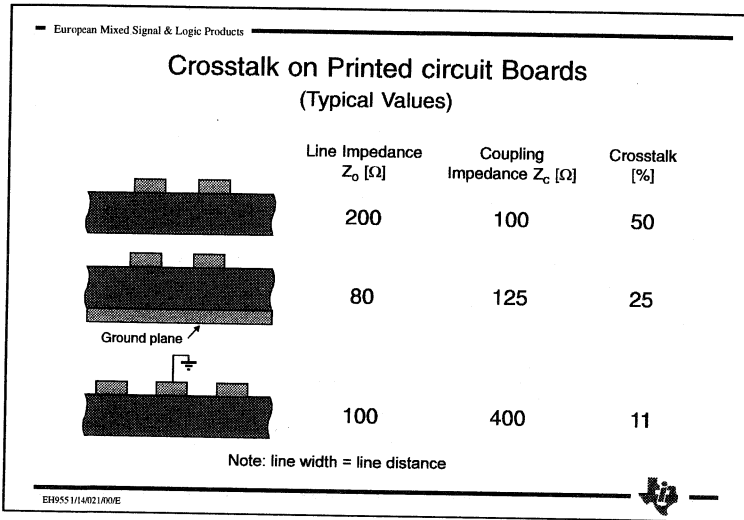 European Mixed Signal & Logic Products
Crosstalk on Printed circuit Boards
(Typical Values)
Line Impedance Z₀ [Ω]
Coupling Impedance Z_c [Ω]
Crosstalk [%]
200 100 50
80 125 25
Ground plane
100 400 11
Note: line width = line distance
EH9551/14/021/00/E